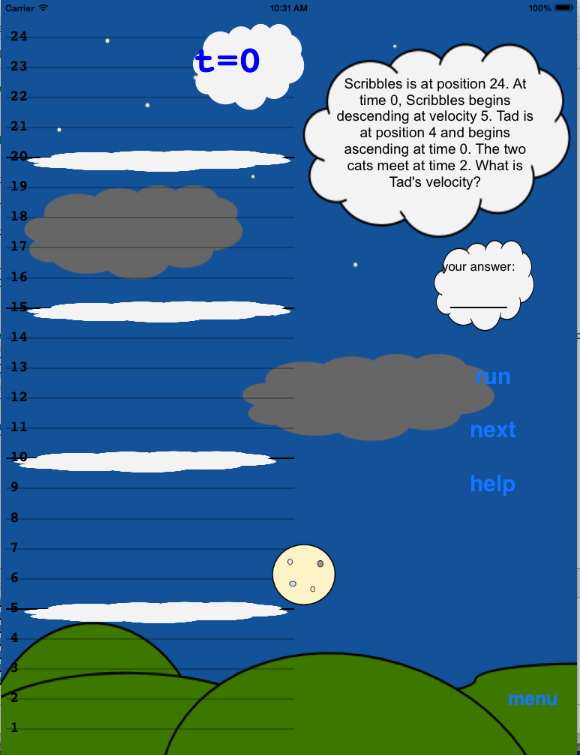 Carrier 10:31 AM 100%
24
t=0
23
22
21
20
19
18
17
16
15
14
13
12
11
10
9
8
7
6
5
4
3
2
1
Scribbles is at position 24. At
time 0, Scribbles begins
descending at velocity 5. Tad is
at position 4 and begins
ascending at time 0. The two
cats meet at time 2. What is
Tad's velocity?
your answer:
run
next
help
menu